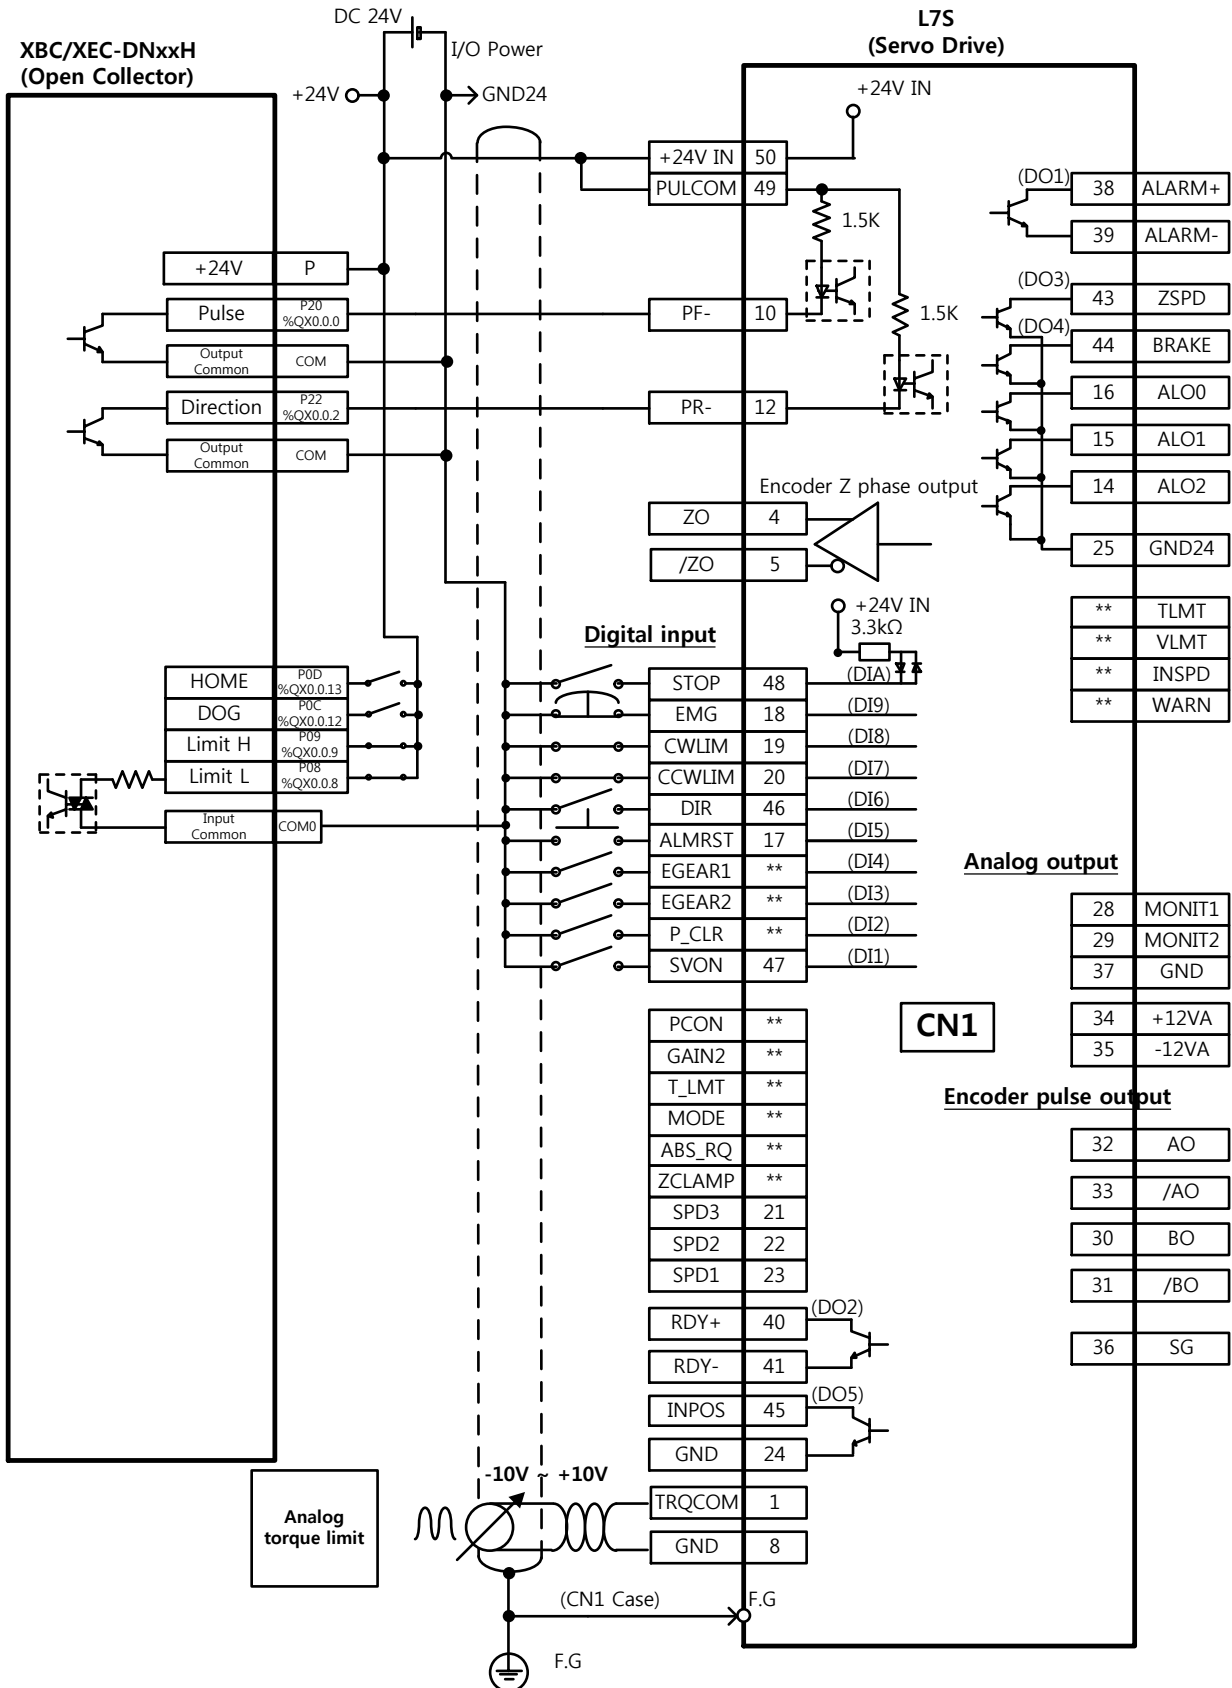 DC 24V
I/O Power
XBC/XEC-DNxxH
(Open Collector)
+24V
GND24
L7S
(Servo Drive)
+24V IN
+24V IN 50
PULCOM 49
1.5K
1.5K
(DO1)
38 ALARM+
39 ALARM-
(DO3)
43 ZSPD
(DO4)
44 BRAKE
16 ALO0
15 ALO1
14 ALO2
25 GND24
** TLMT
** VLMT
** INSPD
** WARN
+24V P
Pulse P20 %QX0.0.0
Output Common COM
Direction P22 %QX0.0.2
Output Common COM
PF- 10
PR- 12
Encoder Z phase output
ZO 4
/ZO 5
+24V IN
3.3kΩ
Digital input
HOME P0D %QX0.0.13
DOG P0C %QX0.0.12
Limit H P09 %QX0.0.9
Limit L P08 %QX0.0.8
Input Common COM0
STOP 48 (DIA)
EMG 18 (DI9)
CWLIM 19 (DI8)
CCWLIM 20 (DI7)
DIR 46 (DI6)
ALMRST 17 (DI5)
EGEAR1 ** (DI4)
EGEAR2 ** (DI3)
P_CLR ** (DI2)
SVON 47 (DI1)
PCON **
GAIN2 **
T_LMT **
MODE **
ABS_RQ **
ZCLAMP **
SPD3 21
SPD2 22
SPD1 23
RDY+ 40 (DO2)
RDY- 41
INPOS 45 (DO5)
GND 24
TRQCOM 1
GND 8
CN1
Analog output
28 MONIT1
29 MONIT2
37 GND
34 +12VA
35 -12VA
Encoder pulse output
32 AO
33 /AO
30 BO
31 /BO
36 SG
Analog
torque limit
-10V ~ +10V
(CN1 Case)
F.G
F.G